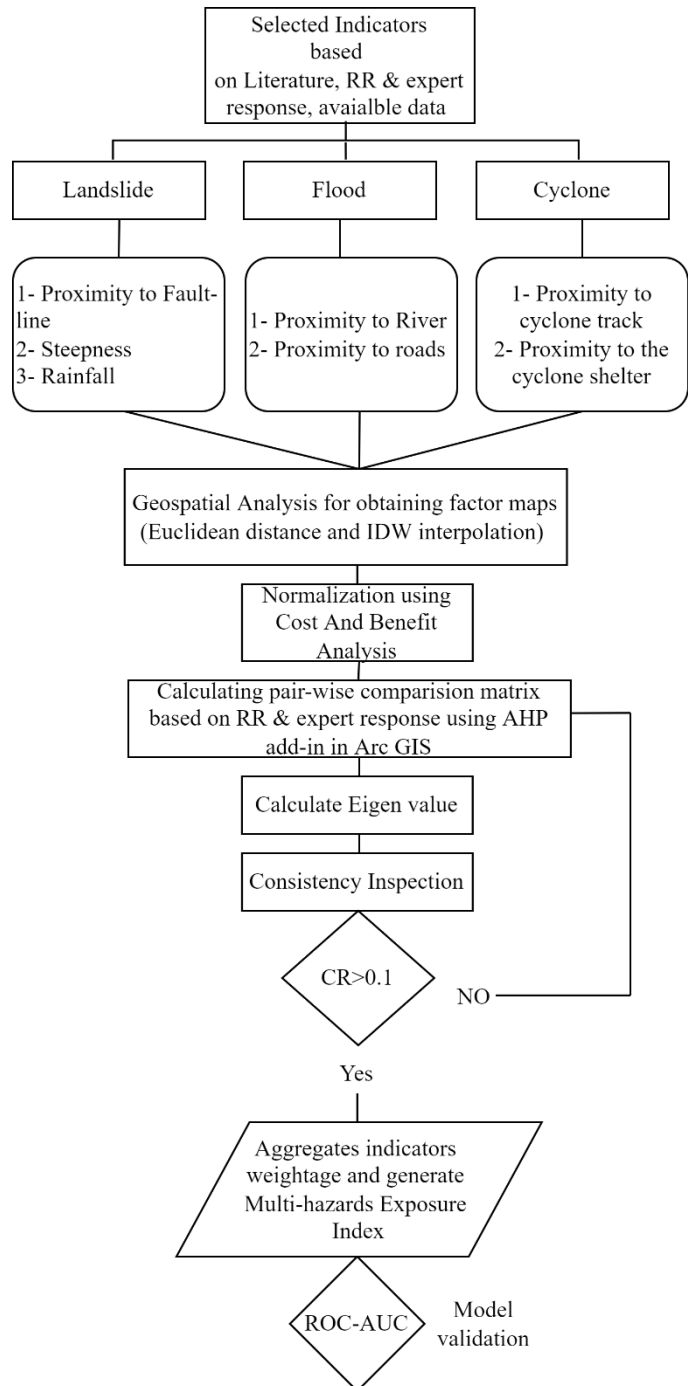 Selected Indicators
based
on Literature, RR & expert
response, avaialble data
Landslide
Flood
Cyclone
1- Proximity to Fault-
line
2- Steepness
3- Rainfall
1- Proximity to River
2- Proximity to roads
1- Proximity to
cyclone track
2- Proximity to the
cyclone shelter
Geospatial Analysis for obtaining factor maps
(Euclidean distance and IDW interpolation)
Normalization using
Cost And Benefit
Analysis
Calculating pair-wise comparision matrix
based on RR & expert response using AHP
add-in in Arc GIS
Calculate Eigen value
Consistency Inspection
CR>0.1
NO
Yes
Aggregates indicators
weightage and generate
Multi-hazards Exposure
Index
ROC-AUC
Model
validation